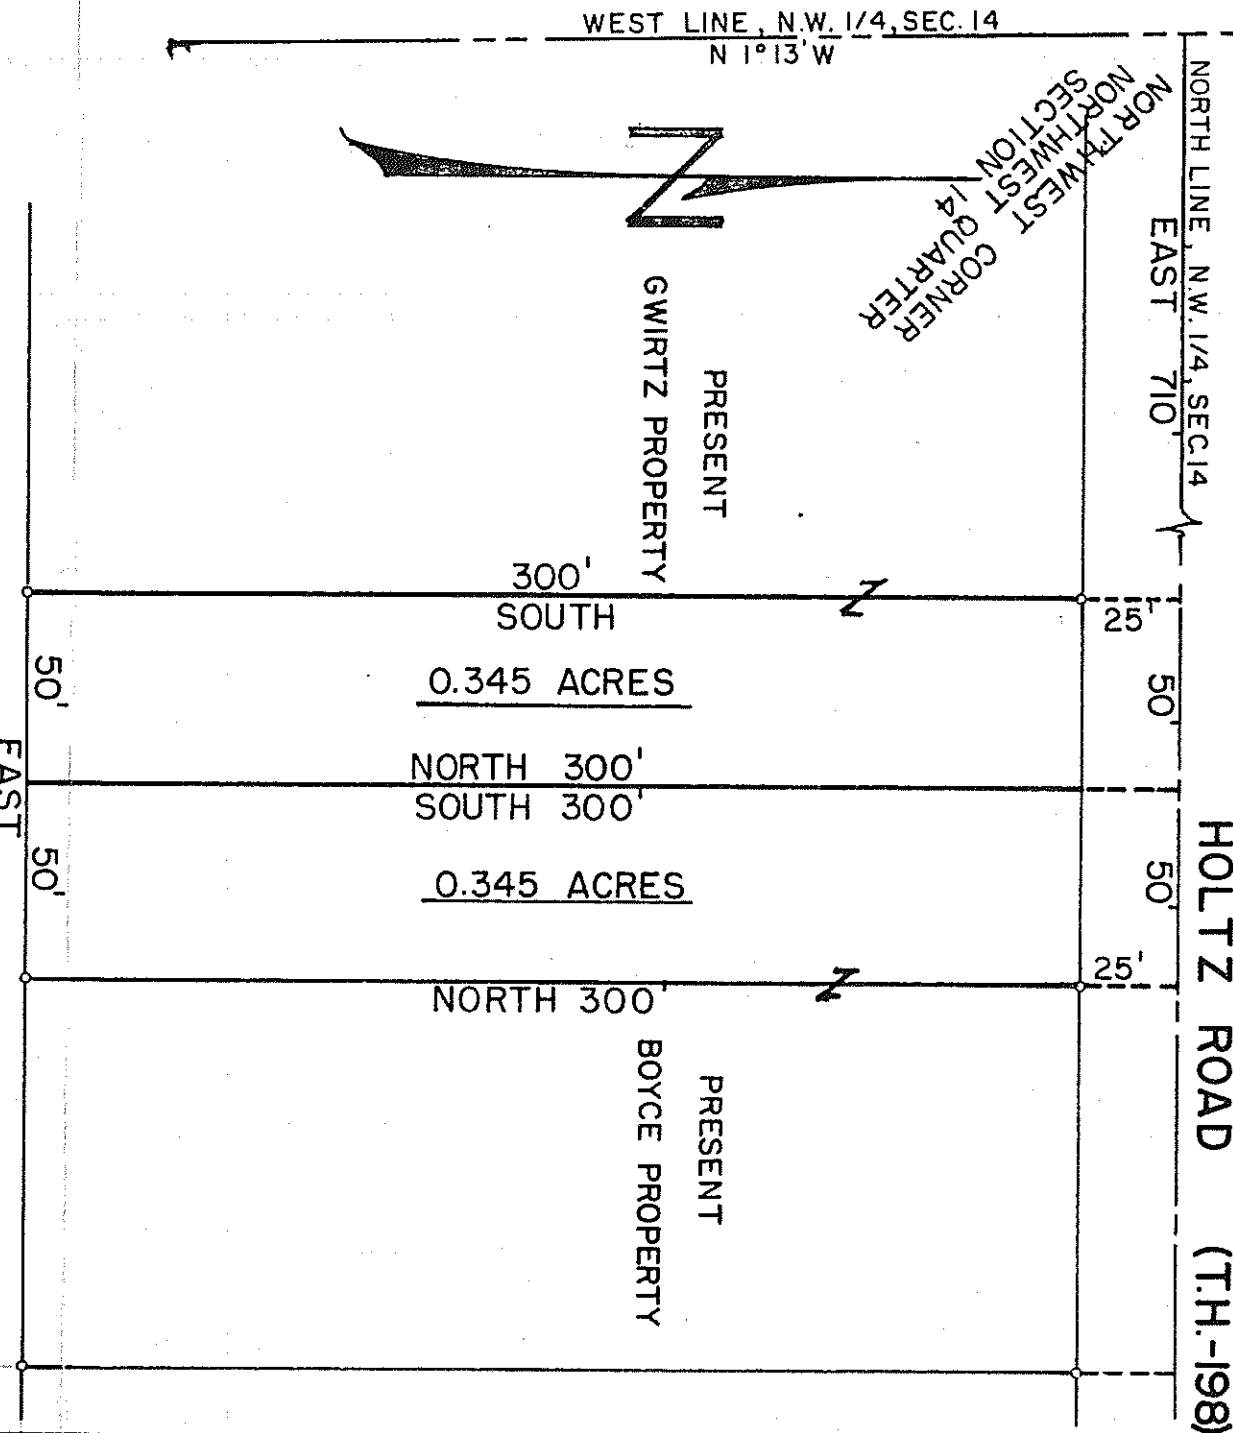 WEST LINE, N.W. 1/4, SEC. 14
N 1° 13' W
NORTH LINE, N.W. 1/4, SEC. 14
EAST 710'
NORTHWEST CORNER
NORTHWEST QUARTER
SECTION 14
N
PRESENT
GWIRTZ PROPERTY
300'
SOUTH
25'
50'
50'
0.345 ACRES
NORTH 300'
SOUTH 300'
EAST
HOLTZ ROAD (T.H.-198)
50'
50'
0.345 ACRES
25'
NORTH 300'
PRESENT
BOYCE PROPERTY